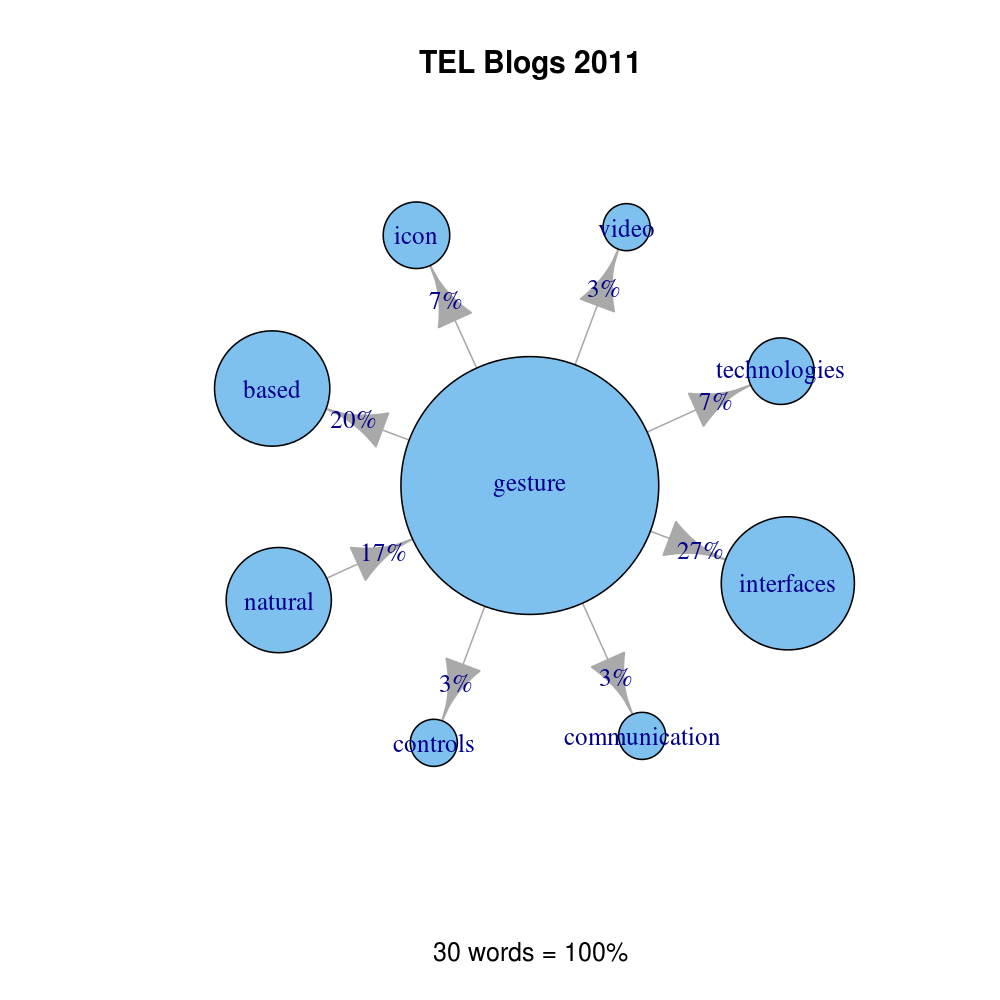 TEL Blogs 2011
icon
video
7%
3%
technologies
based
7%
20%
gesture
17%
27%
interfaces
natural
3%
3%
controls
communication
30 words = 100%